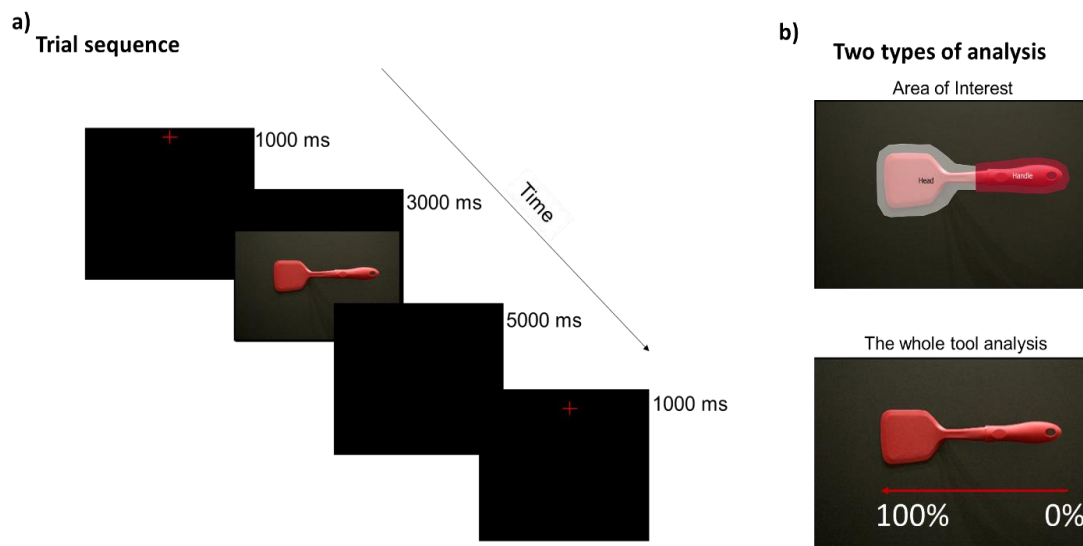 a)
Trial sequence
1000 ms
3000 ms
Time
5000 ms
1000 ms
b)
Two types of analysis
Area of Interest
Head
Handle
The whole tool analysis
100% 0%